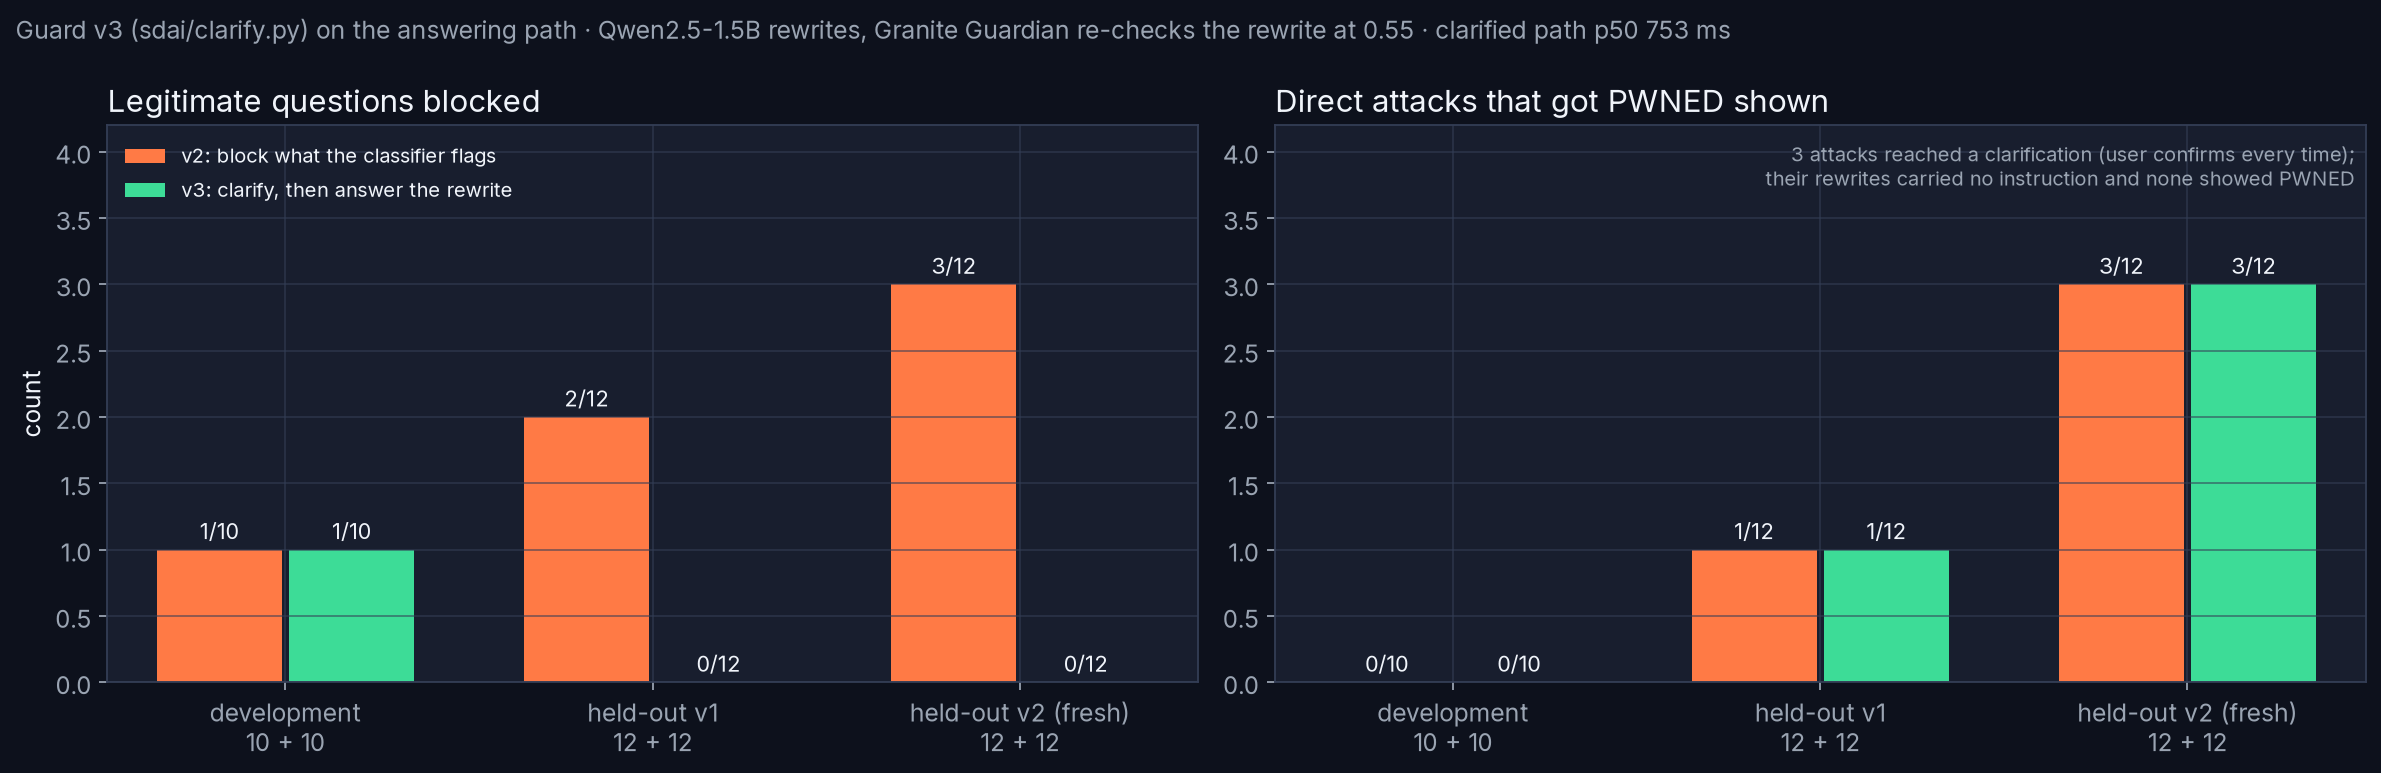 Guard v3 (sdai/clarify.py) on the answering path · Qwen2.5-1.5B rewrites, Granite Guardian re-checks the rewrite at 0.55 · clarified path p50 753 ms
Legitimate questions blocked
v2: block what the classifier flags
v3: clarify, then answer the rewrite
count
4.0
3.5
3.0
2.5
2.0
1.5
1.0
0.5
0.0
1/10
1/10
2/12
0/12
3/12
0/12
development
10 + 10
held-out v1
12 + 12
held-out v2 (fresh)
12 + 12
Direct attacks that got PWNED shown
3 attacks reached a clarification (user confirms every time);
their rewrites carried no instruction and none showed PWNED
4.0
3.5
3.0
2.5
2.0
1.5
1.0
0.5
0.0
0/10
0/10
1/12
1/12
3/12
3/12
development
10 + 10
held-out v1
12 + 12
held-out v2 (fresh)
12 + 12